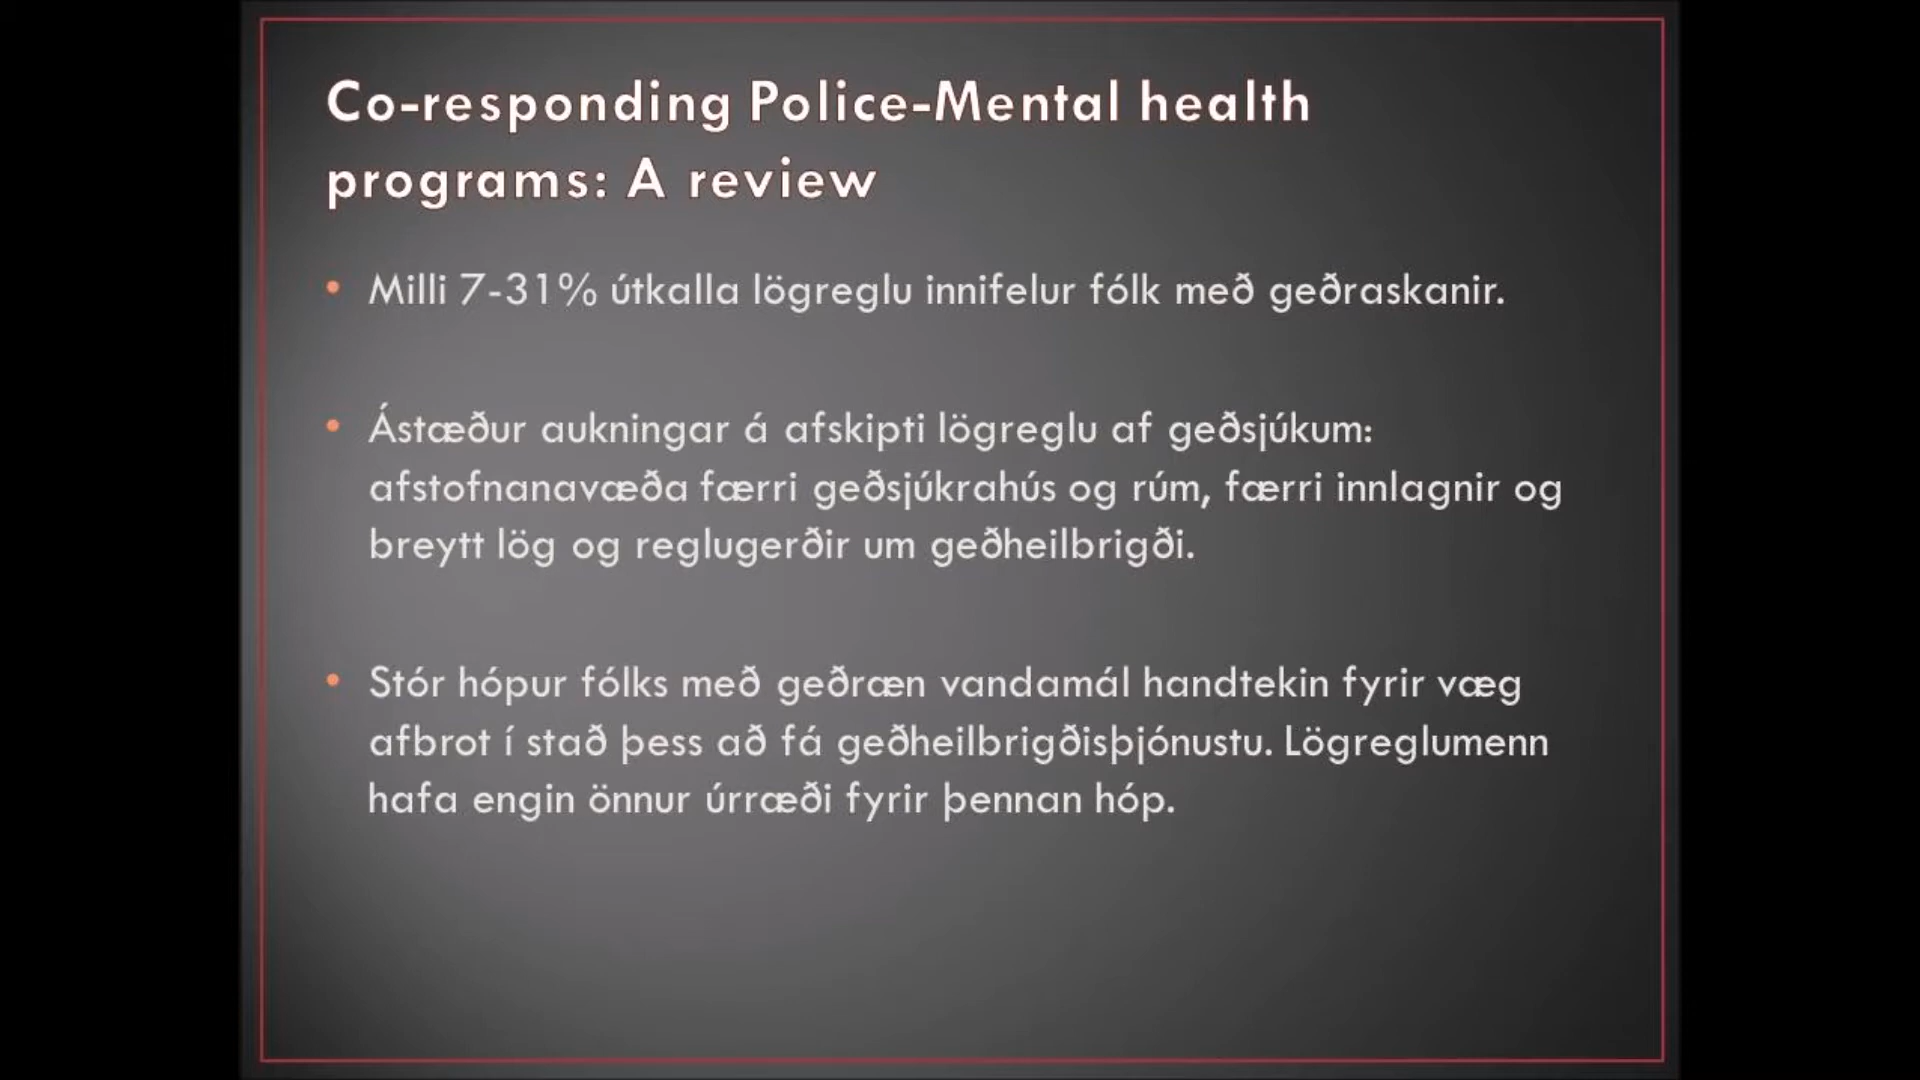 Co-responding Police-Mental health
programs: A review
• Milli 7-31% útkalla lögreglu innifelur fólk með geðraskanir.
• Ástæður aukningar á afskipti lögreglu af geðsjúkum:
afstofnanavæða færri geðsjúkrahús og rúm, færri innlagnir og
breytt lög og reglugerðir um geðheilbrigði.
• Stór hópur fólks með geðræn vandamál handtekin fyrir væg
afbrot í stað þess að fá geðheilbrigðisþjónustu. Lögreglumenn
hafa engin önnur úrræði fyrir þennan hóp.